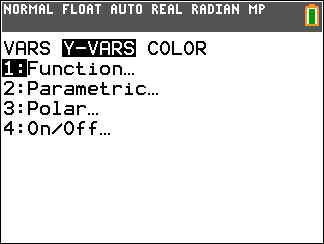 NORMAL FLOAT AUTO REAL RADIAN MP
VARS Y-VARS COLOR
1:Function…
2:Parametric…
3:Polar…
4:On/Off…